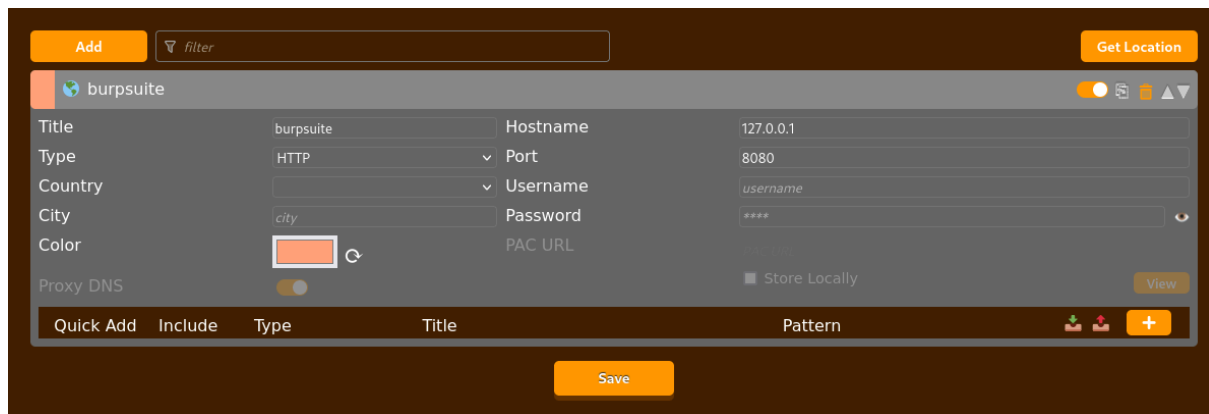 Add filter Get Location
burpsuite
Title burpsuite Hostname 127.0.0.1
Type HTTP Port 8080
Country Username username
City city Password ****
Color PAC URL
Proxy DNS Store Locally View
Quick Add Include Type Title Pattern +
Save